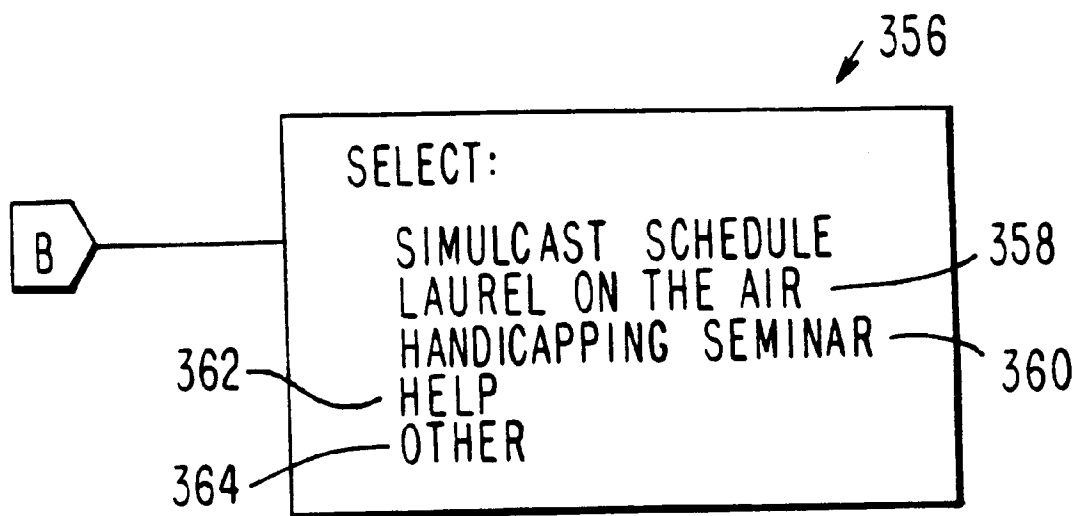 356
SELECT:
B
SIMULCAST SCHEDULE
LAUREL ON THE AIR
358
HANDICAPPING SEMINAR
360
362
HELP
OTHER
364